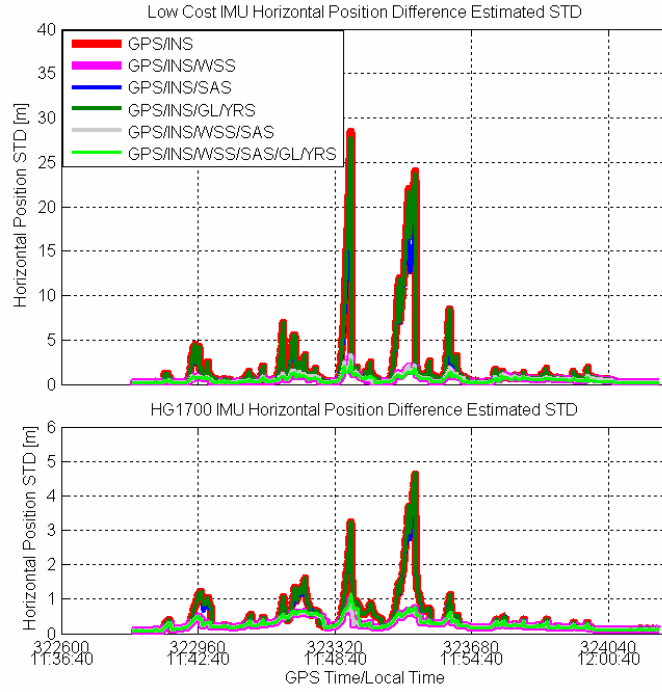 Low Cost IMU Horizontal Position Difference Estimated STD
Horizontal Position STD [m]
40
35
30
25
20
15
10
5
0
GPS/INS
GPS/INS/WSS
GPS/INS/SAS
GPS/INS/GL/YRS
GPS/INS/WSS/SAS
GPS/INS/WSS/SAS/GL/YRS
HG1700 IMU Horizontal Position Difference Estimated STD
Horizontal Position STD [m]
6
5
4
3
2
1
0
322600 322960 323320 323680 324040
11:36:40 11:42:40 11:48:40 11:54:40 12:00:40
GPS Time/Local Time